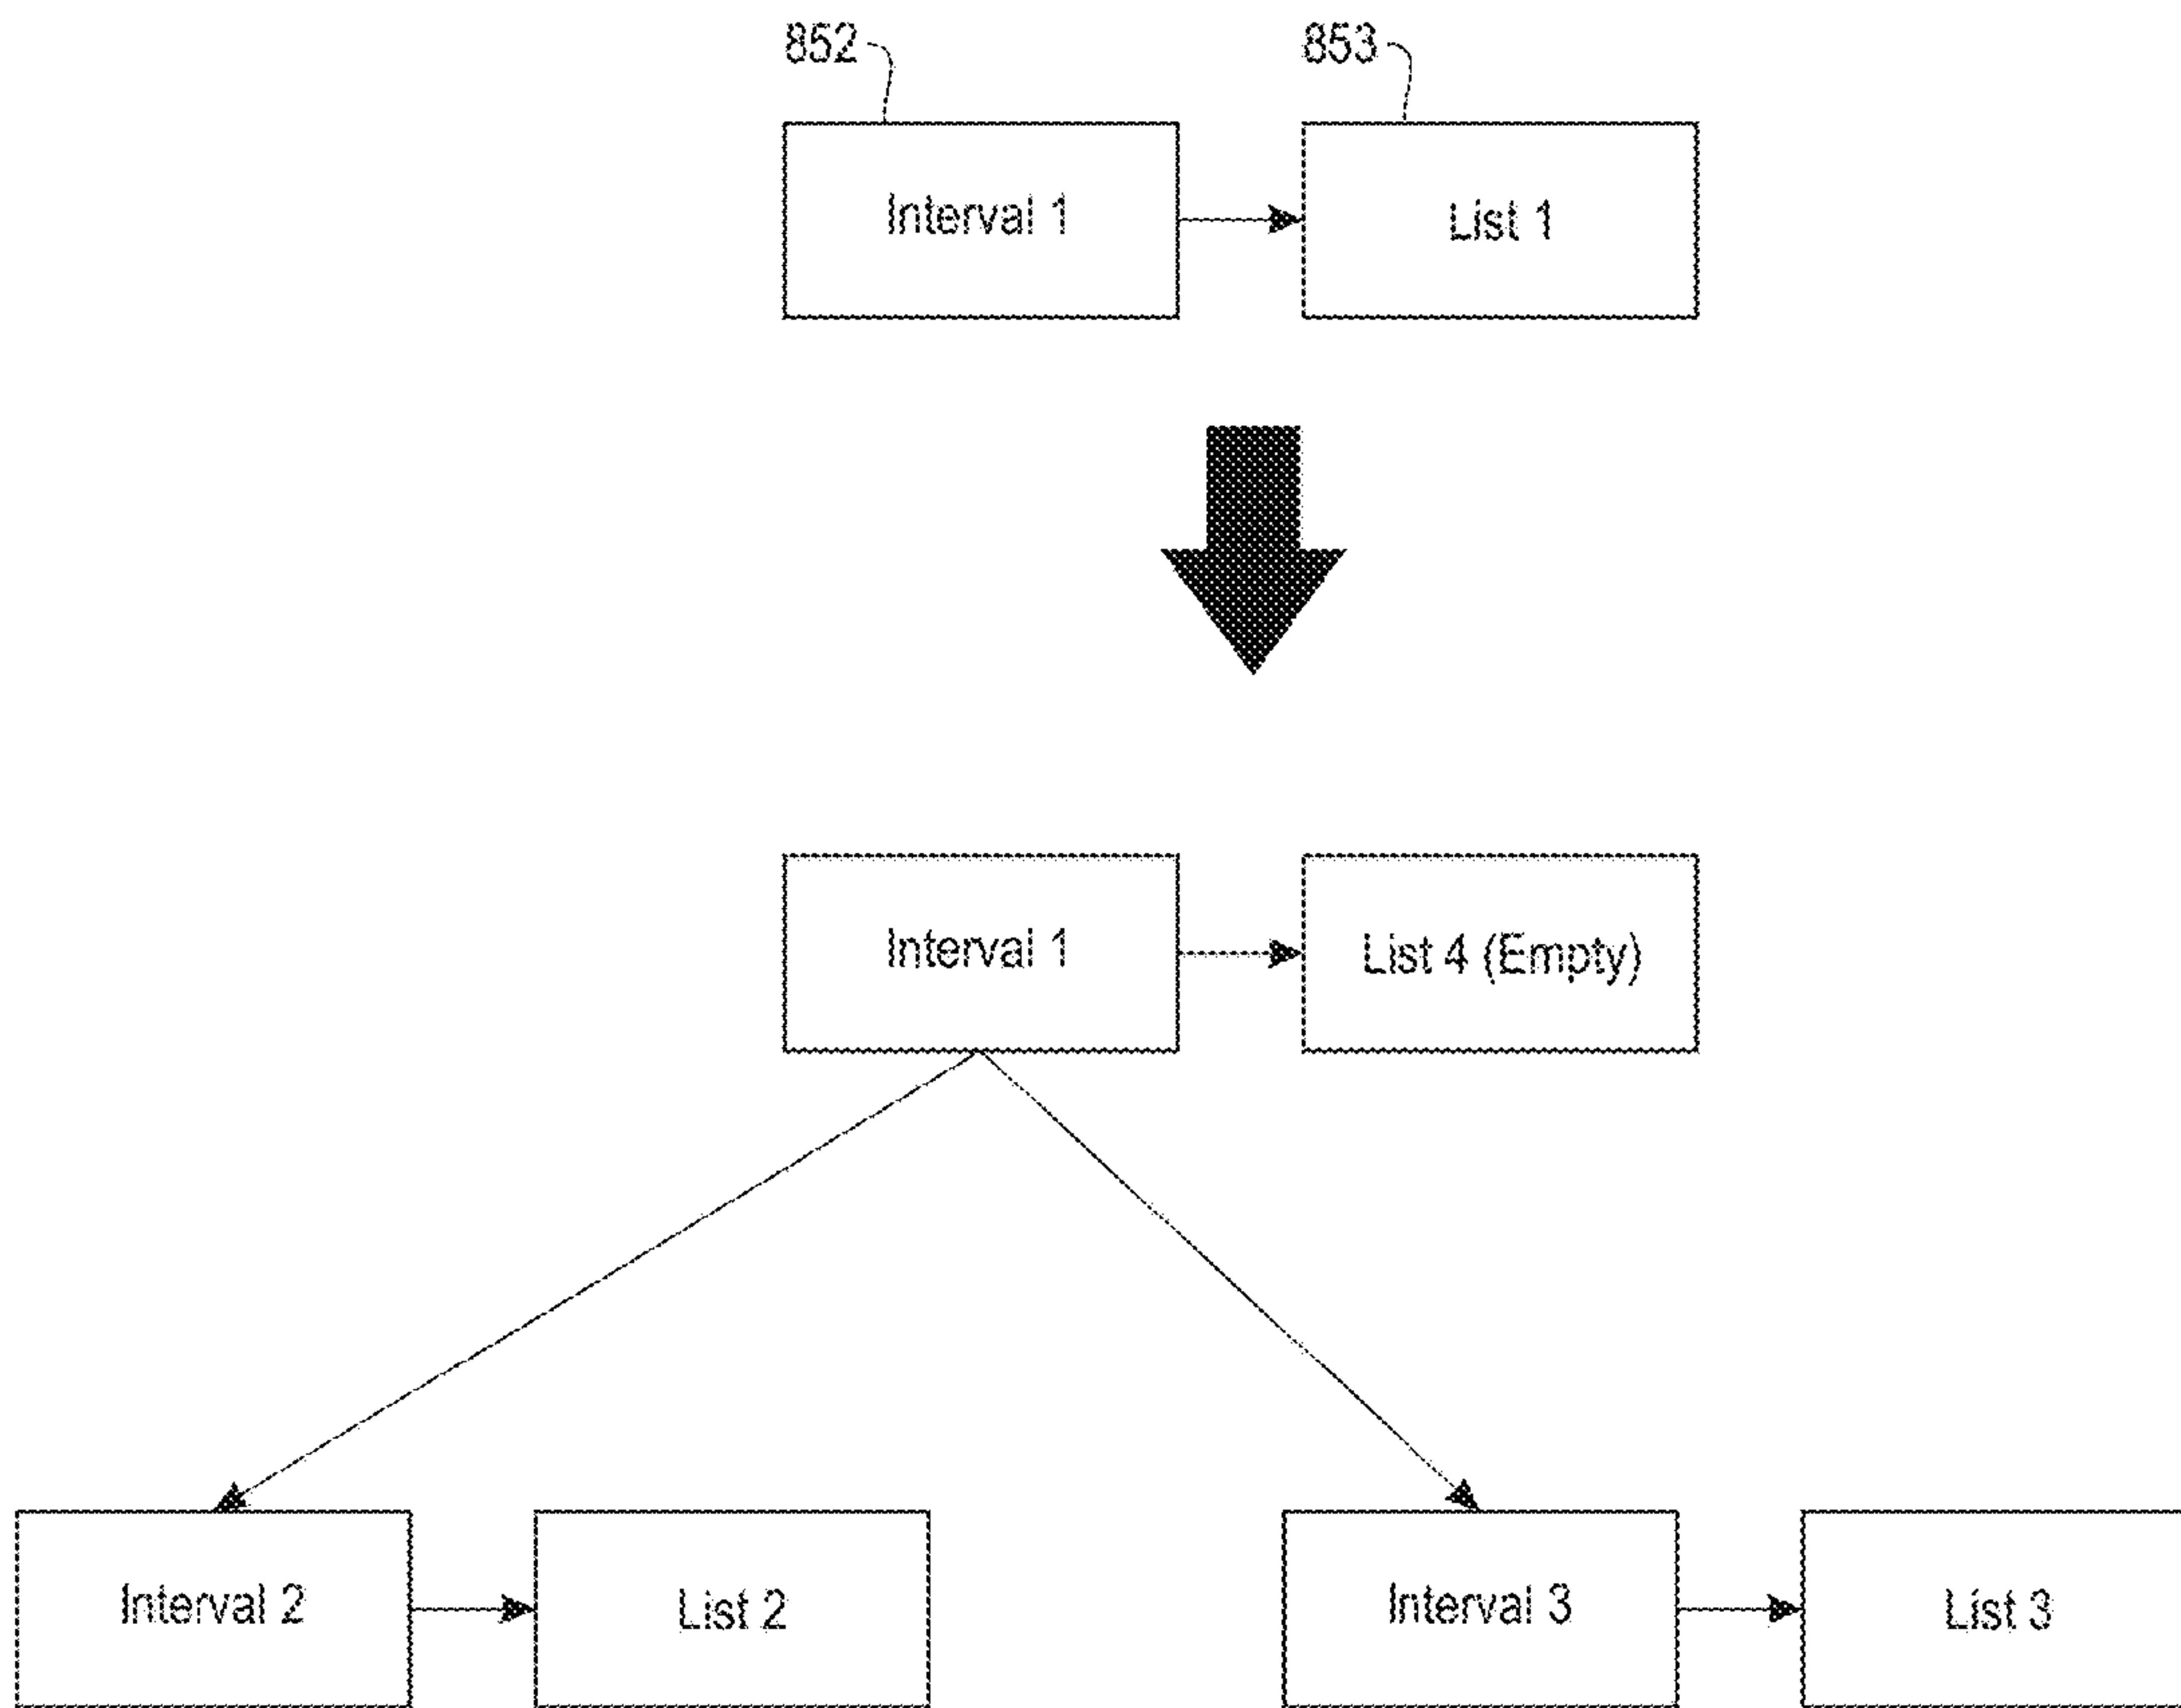 852
853
Interval 1
List 1
Interval 1
List 4 (Empty)
Interval 2
List 2
Interval 3
List 3